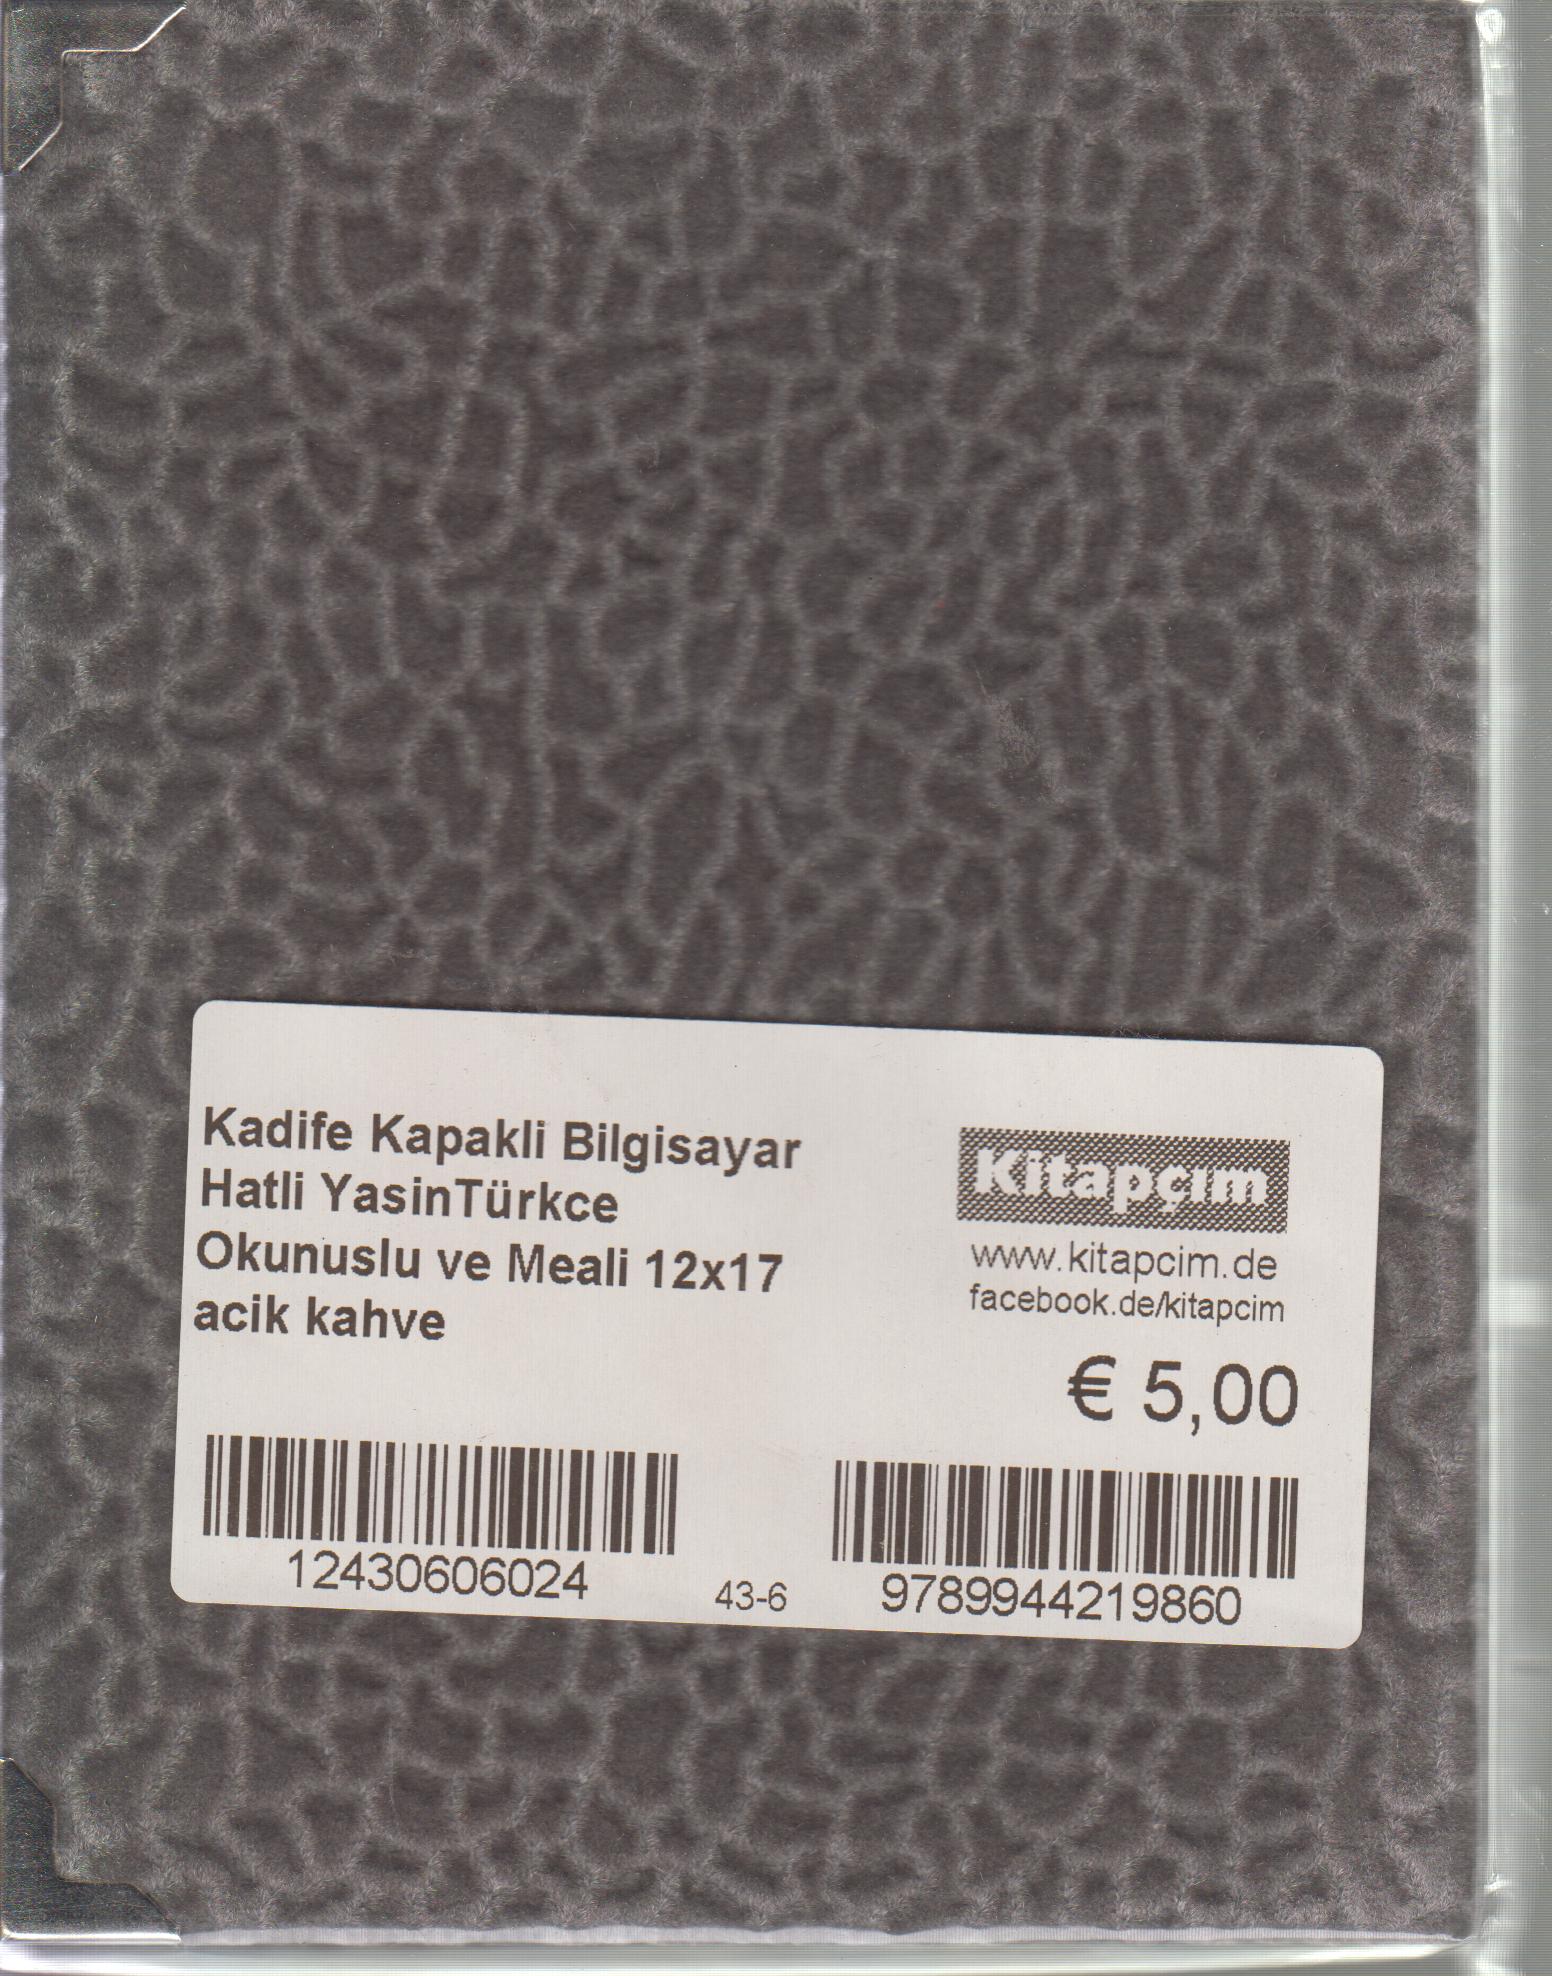 Kadife Kapakli Bilgisayar
Hatli YasinTürkce
Okunuslu ve Meali 12x17
acik kahve
Kitapçım
www.kitapcim.de
facebook.de/kitapcim
€ 5,00
12430606024
43-6
9789944219860